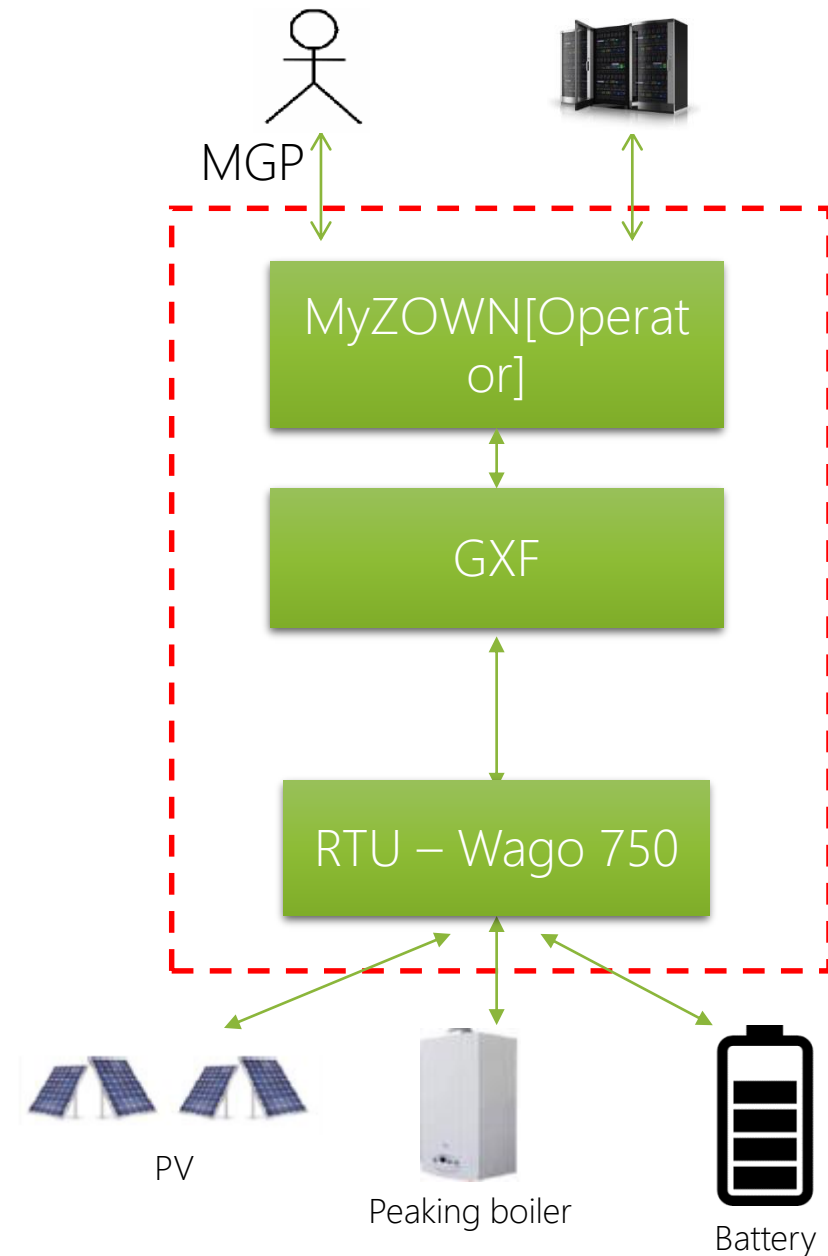 MGP
MyZOWN[Operat
or]
GXF
RTU – Wago 750
PV
Peaking boiler
Battery